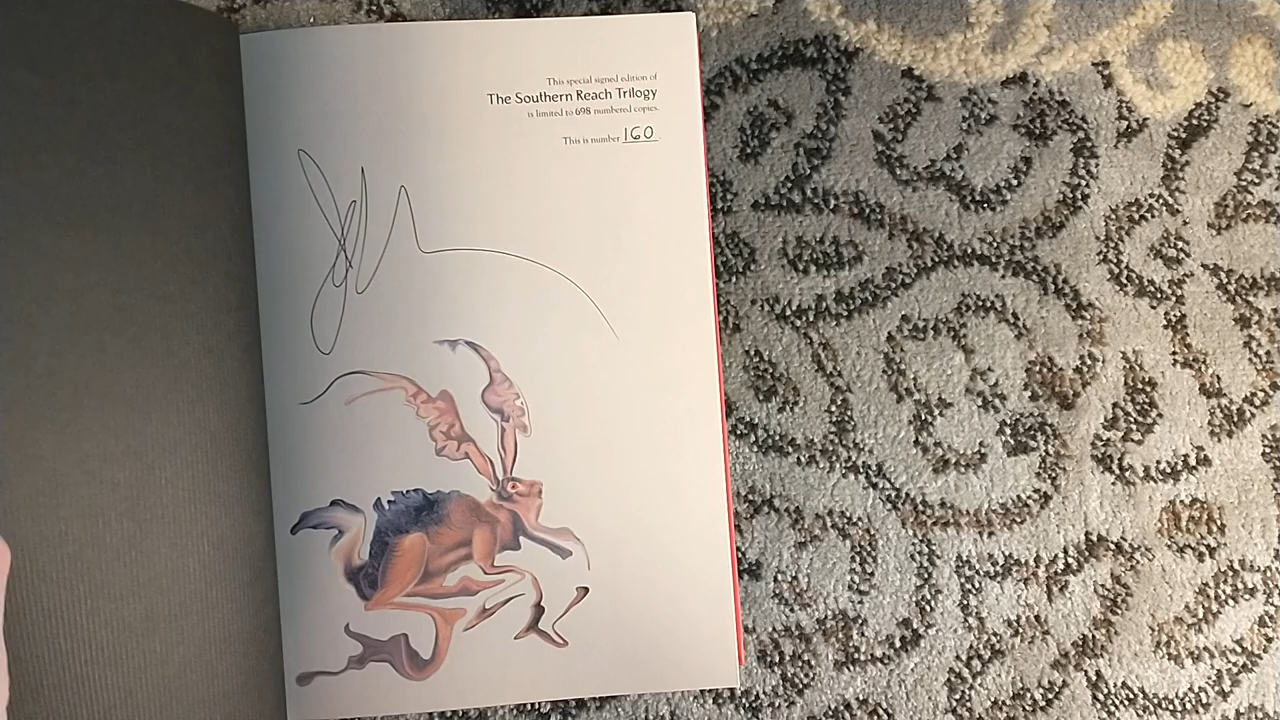 This special signed edition of
The Southern Reach Trilogy
is limited to 698 numbered copies.
This is number 160